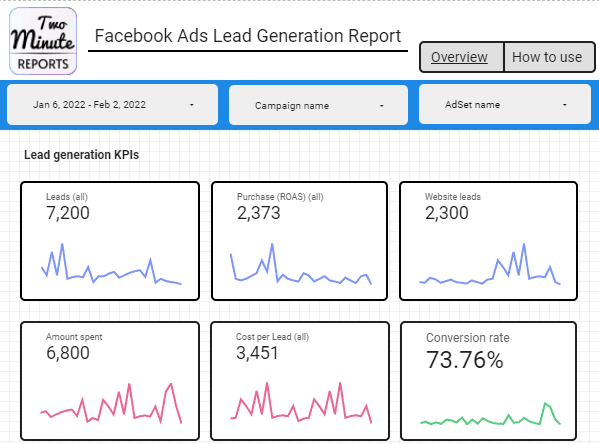 Two
Minute
REPORTS
Facebook Ads Lead Generation Report
Overview
How to use
Jan 6, 2022 - Feb 2, 2022
Campaign name
AdSet name
Lead generation KPIs
Leads (all)
7,200
Purchase (ROAS) (all)
2,373
Website leads
2,300
Amount spent
6,800
Cost per Lead (all)
3,451
Conversion rate
73.76%